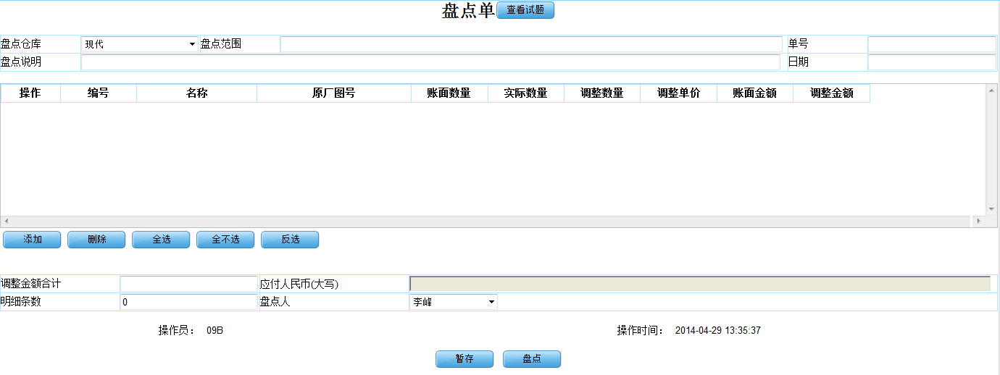 盘点单 查看试题
盘点仓库 现代 盘点范围 单号
盘点说明 日期
操作 编号 名称 原厂图号 账面数量 实际数量 调整数量 调整单价 账面金额 调整金额
添加 删除 全选 全不选 反选
调整金额合计 应付人民币(大写)
明细条数 0 盘点人 李峰
操作员： 09B 操作时间： 2014-04-29 13:35:37
暂存 盘点